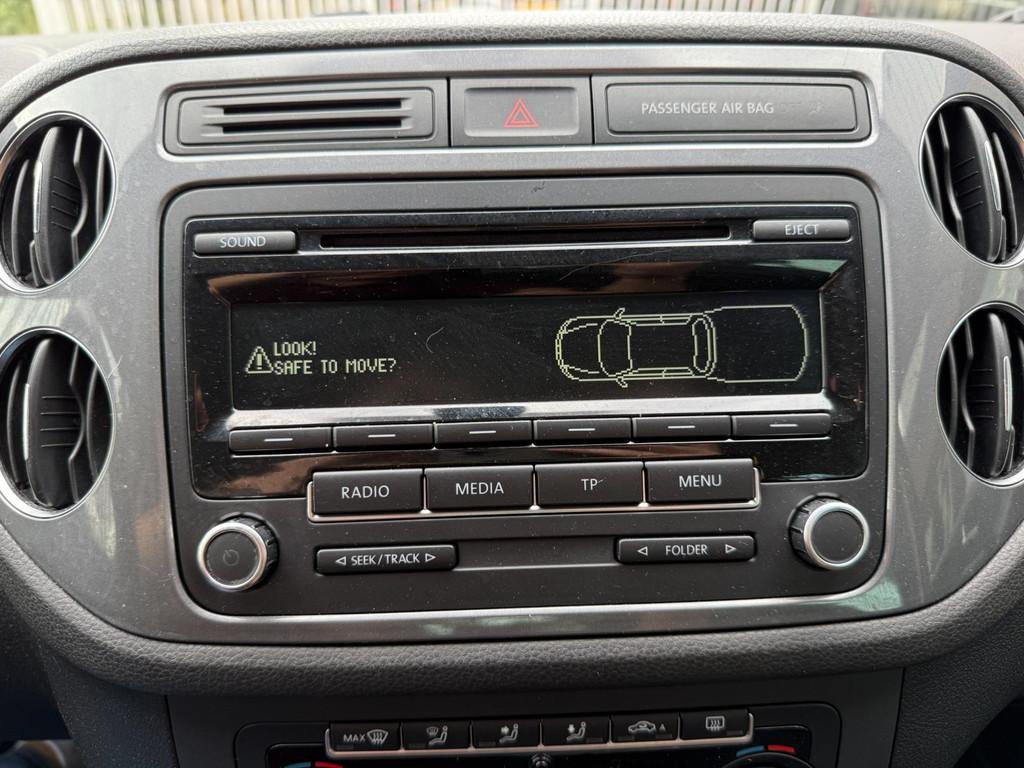 PASSENGER AIR BAG
SOUND
EJECT
LOOK!
SAFE TO MOVE?
RADIO
MEDIA
TP
MENU
SEEK/TRACK
FOLDER
MAX
A